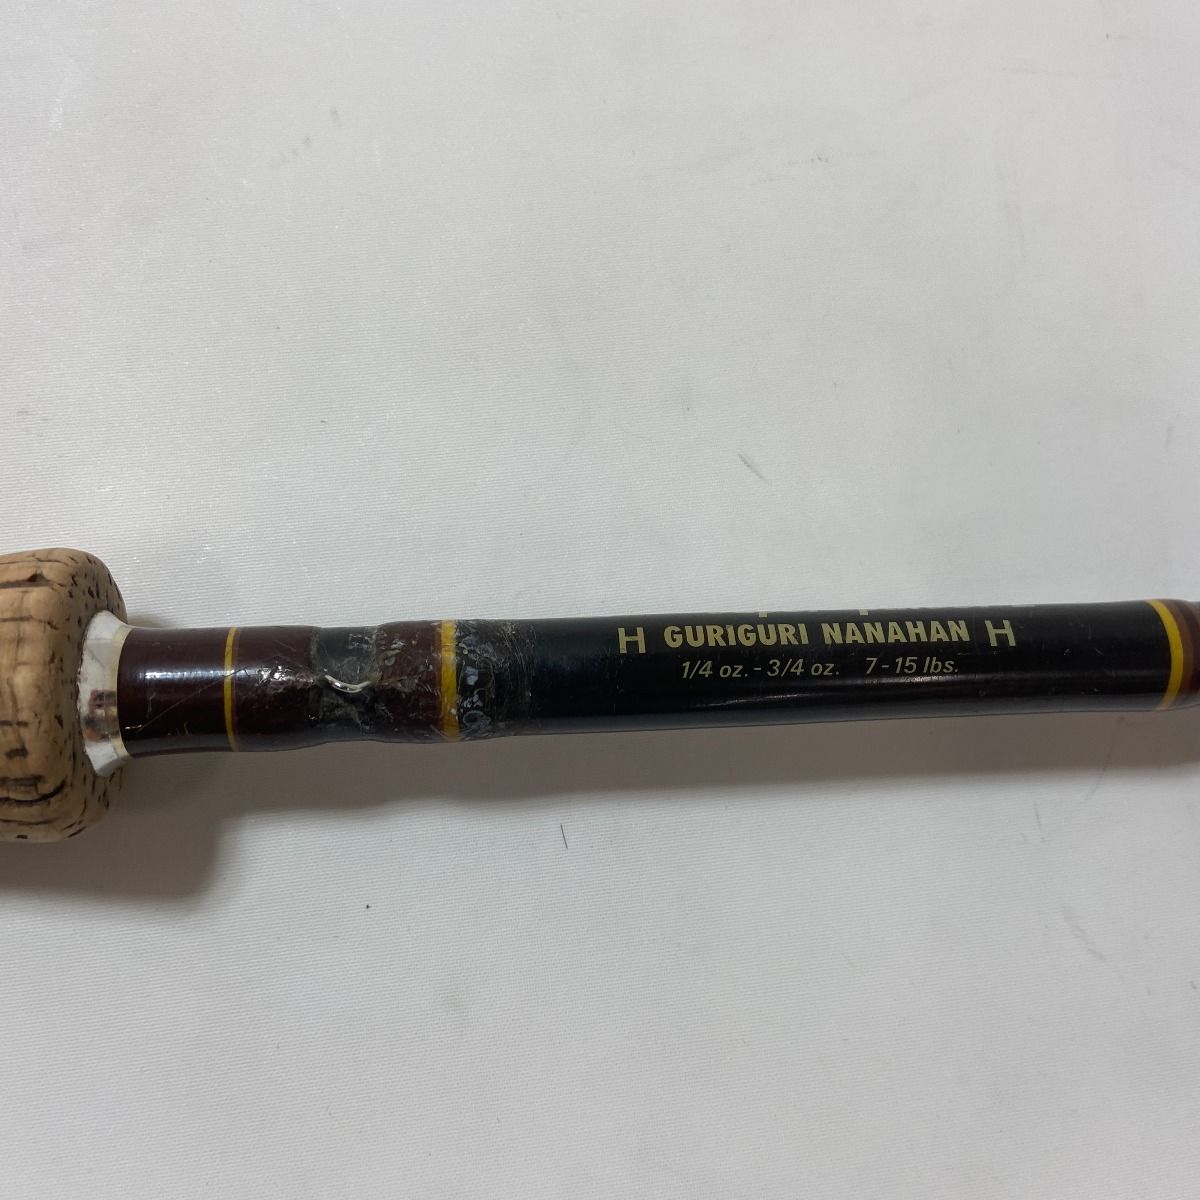 H GURIGURI NANAHAN H
1/4 oz. - 3/4 oz. 7-15 lbs.